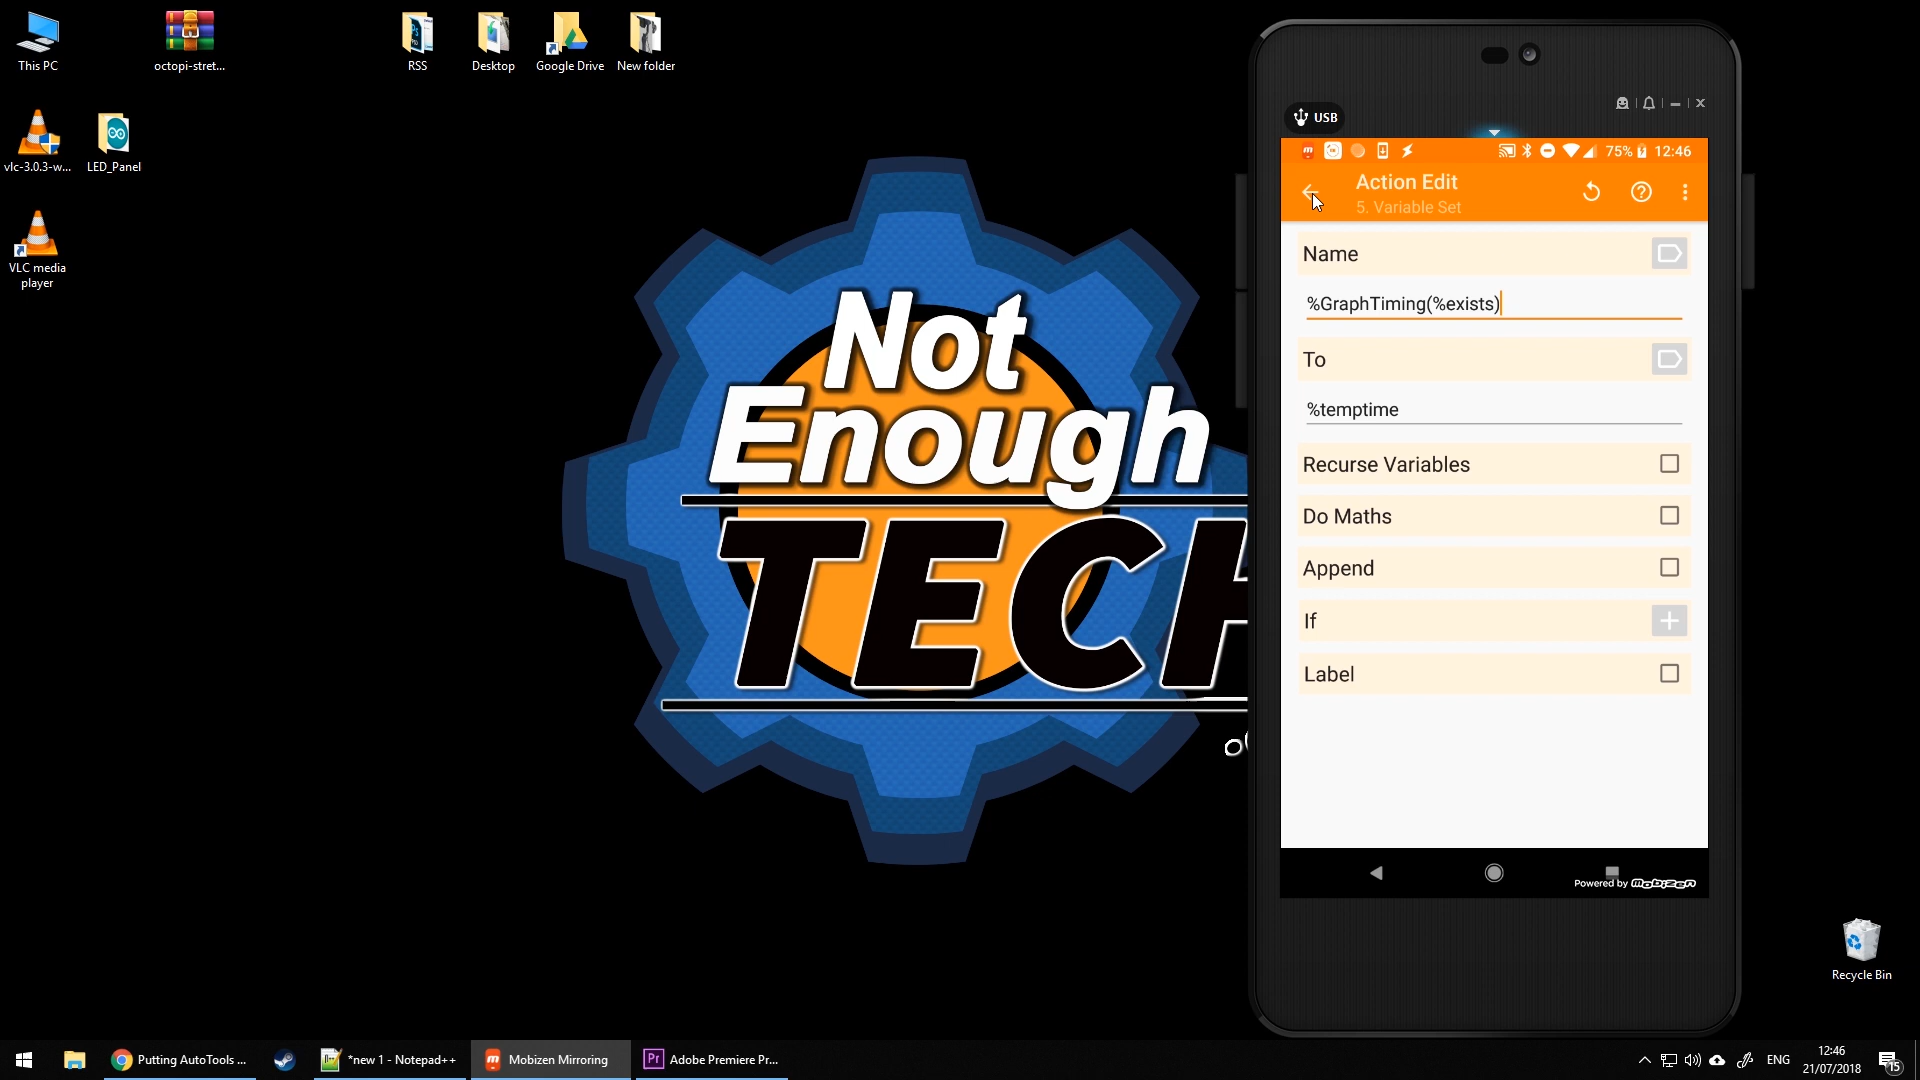 This PC
octopi-stret...
RSS
Desktop
Google Drive
New folder
vlc-3.0.3-w...
LED_Panel
VLC media
player
Not
Enough
TECH
USB
75%
12:46
Action Edit
5. Variable Set
Name
%GraphTiming(%exists)
To
%temptime
Recurse Variables
Do Maths
Append
If
Label
Powered by mobizen
Recycle Bin
Putting AutoTools ...
*new 1 - Notepad++
Mobizen Mirroring
Adobe Premiere Pr...
ENG
12:46
21/07/2018
15